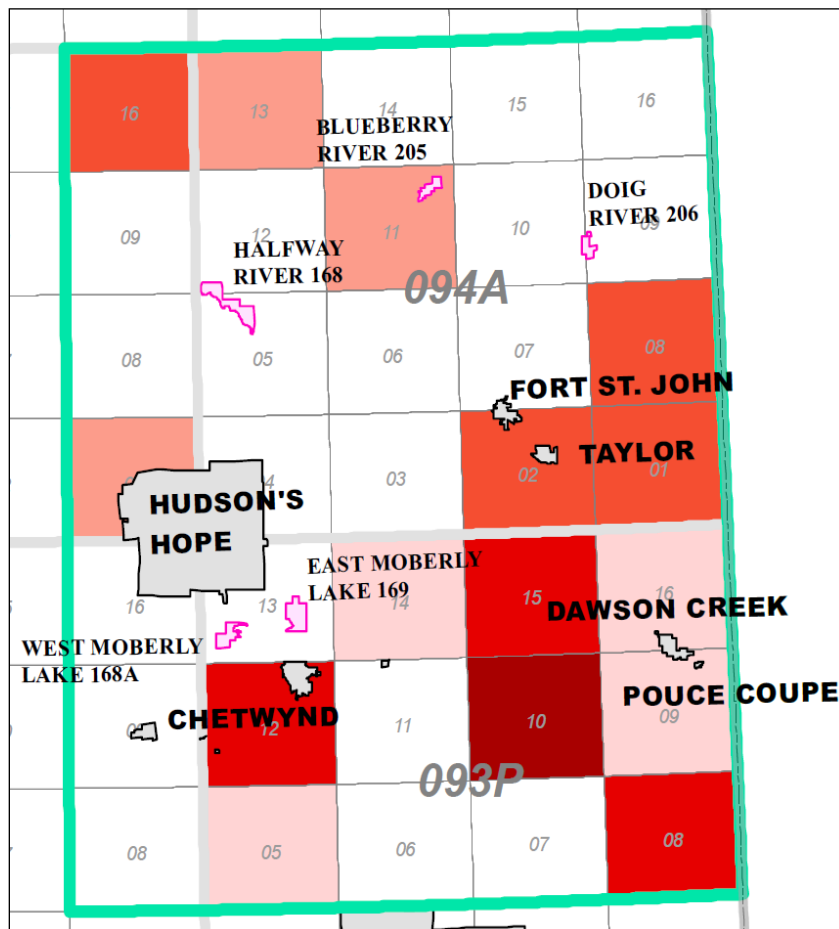 16 13 14 15 16
BLUEBERRY
RIVER 205
DOIG
RIVER 206
09 12 11 10 09
HALFWAY
RIVER 168
094A
08 05 06 07 08
FORT ST. JOHN
03 02 01
TAYLOR
HUDSON'S
HOPE
EAST MOBERLY
LAKE 169
16 13 14 15 16
DAWSON CREEK
WEST MOBERLY
LAKE 168A
POUCE COUPE
CHETWYND
12 11 10 09
093P
08 05 06 07 08